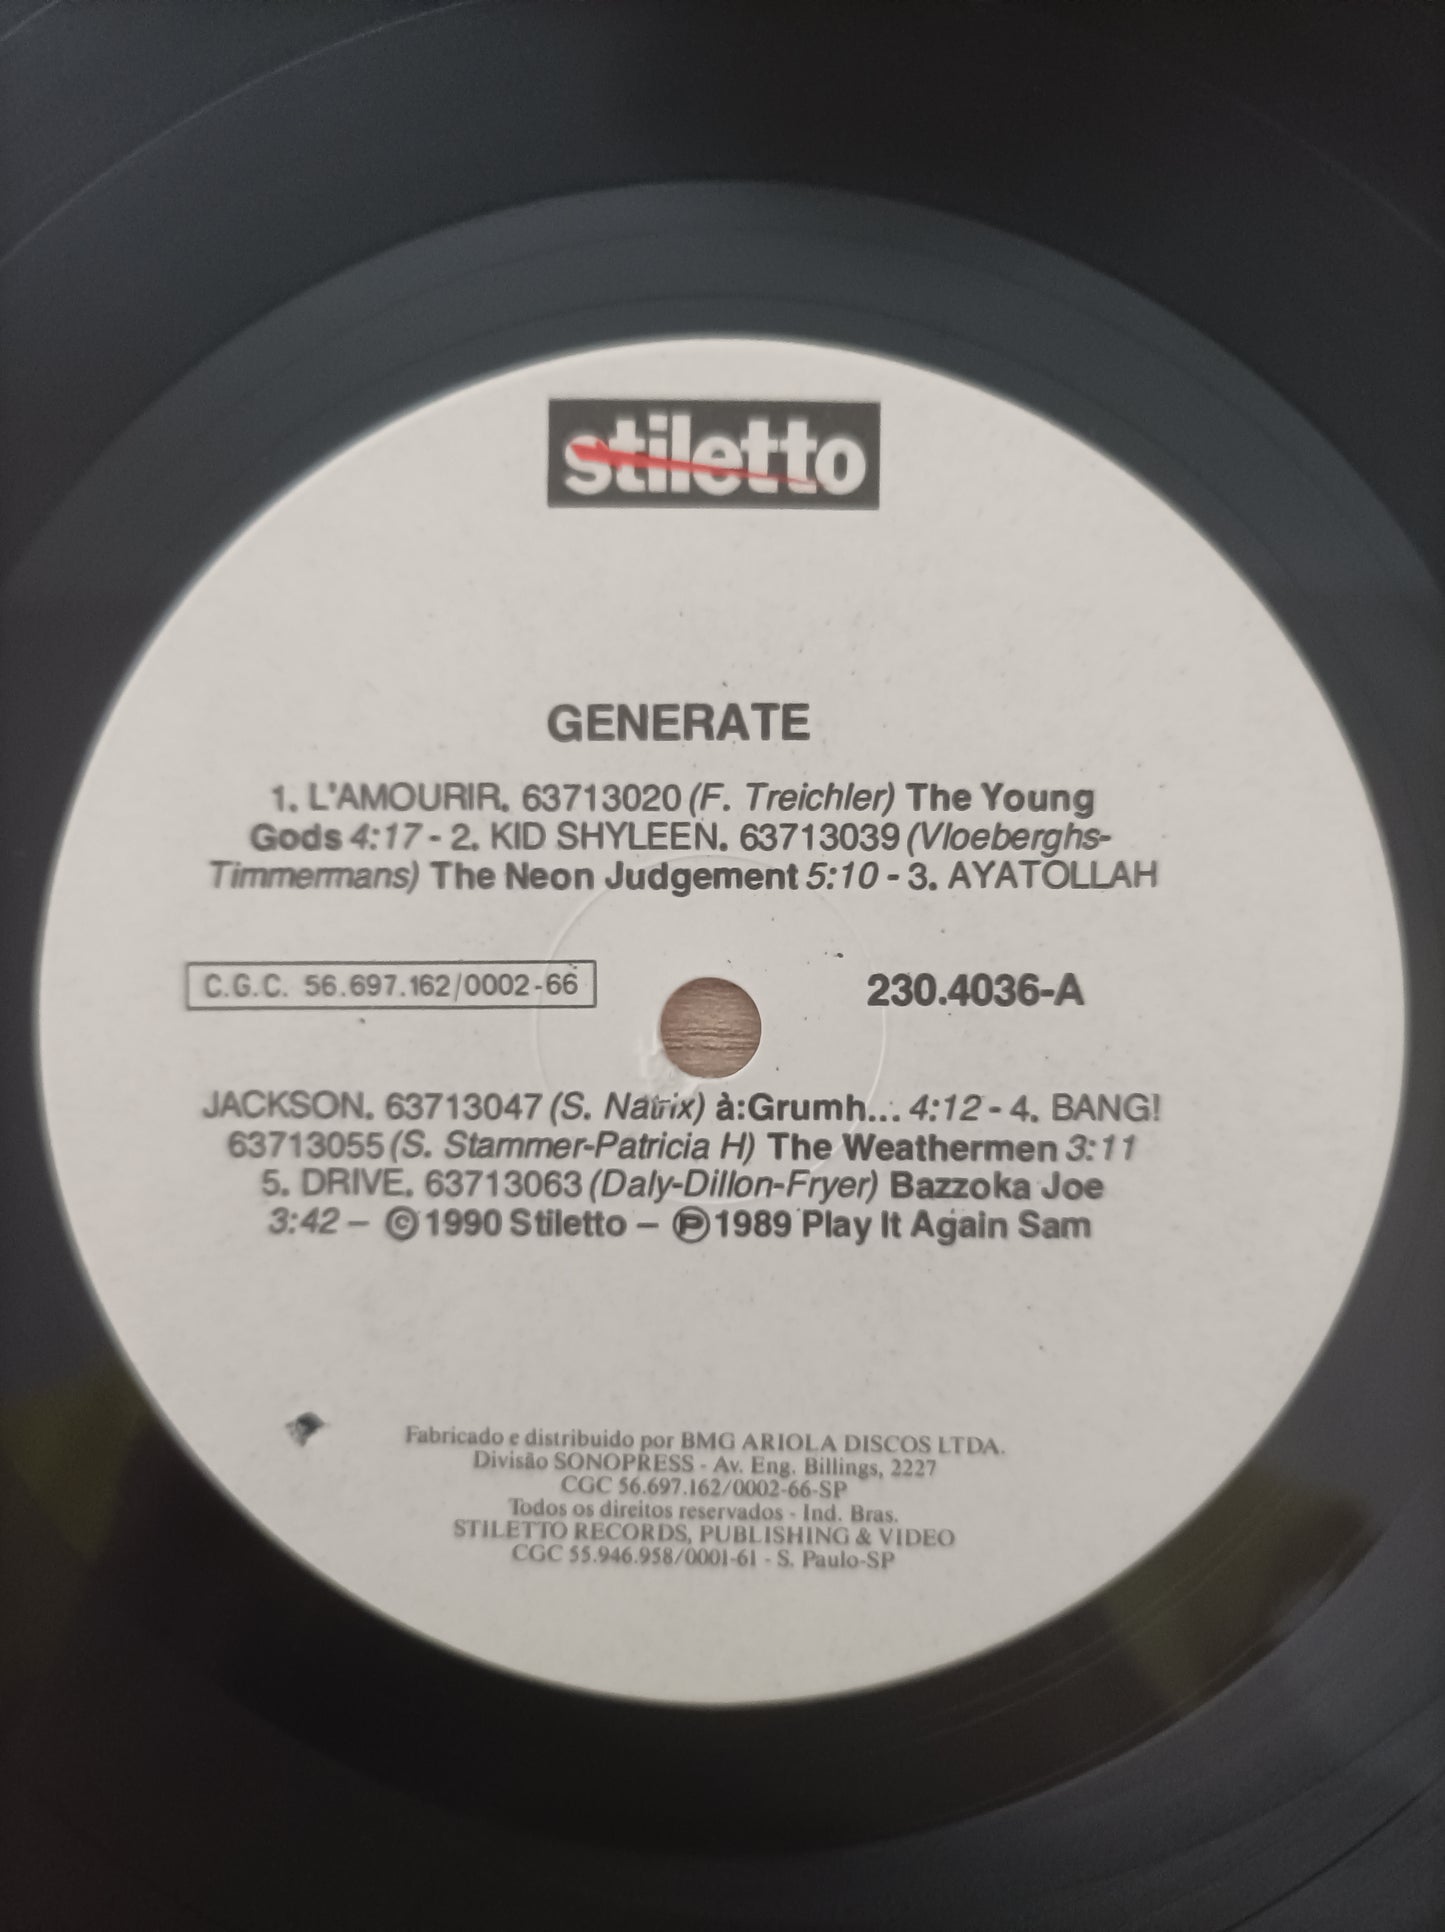 stiletto
GENERATE
1. L'AMOURIR. 63713020 (F. Treichler) The Young
Gods 4:17 - 2. KID SHYLEEN. 63713039 (Vloeberghs-
Timmermans) The Neon Judgement 5:10 - 3. AYATOLLAH
C.G.C. 56.697.162/0002-66
230.4036-A
JACKSON. 63713047 (S. Natrix) à:Grumh... 4:12 - 4. BANG!
63713055 (S. Stammer-Patricia H) The Weathermen 3:11
5. DRIVE. 63713063 (Daly-Dillon-Fryer) Bazzoka Joe
3:42 – ©1990 Stiletto – ℗1989 Play It Again Sam
Fabricado e distribuido por BMG ARIOLA DISCOS LTDA.
Divisão SONOPRESS - Av. Eng. Billings, 2227
CGC 56.697.162/0002-66-SP
Todos os direitos reservados - Ind. Bras.
STILETTO RECORDS, PUBLISHING & VIDEO
CGC 55.946.958/0001-61 - S. Paulo-SP